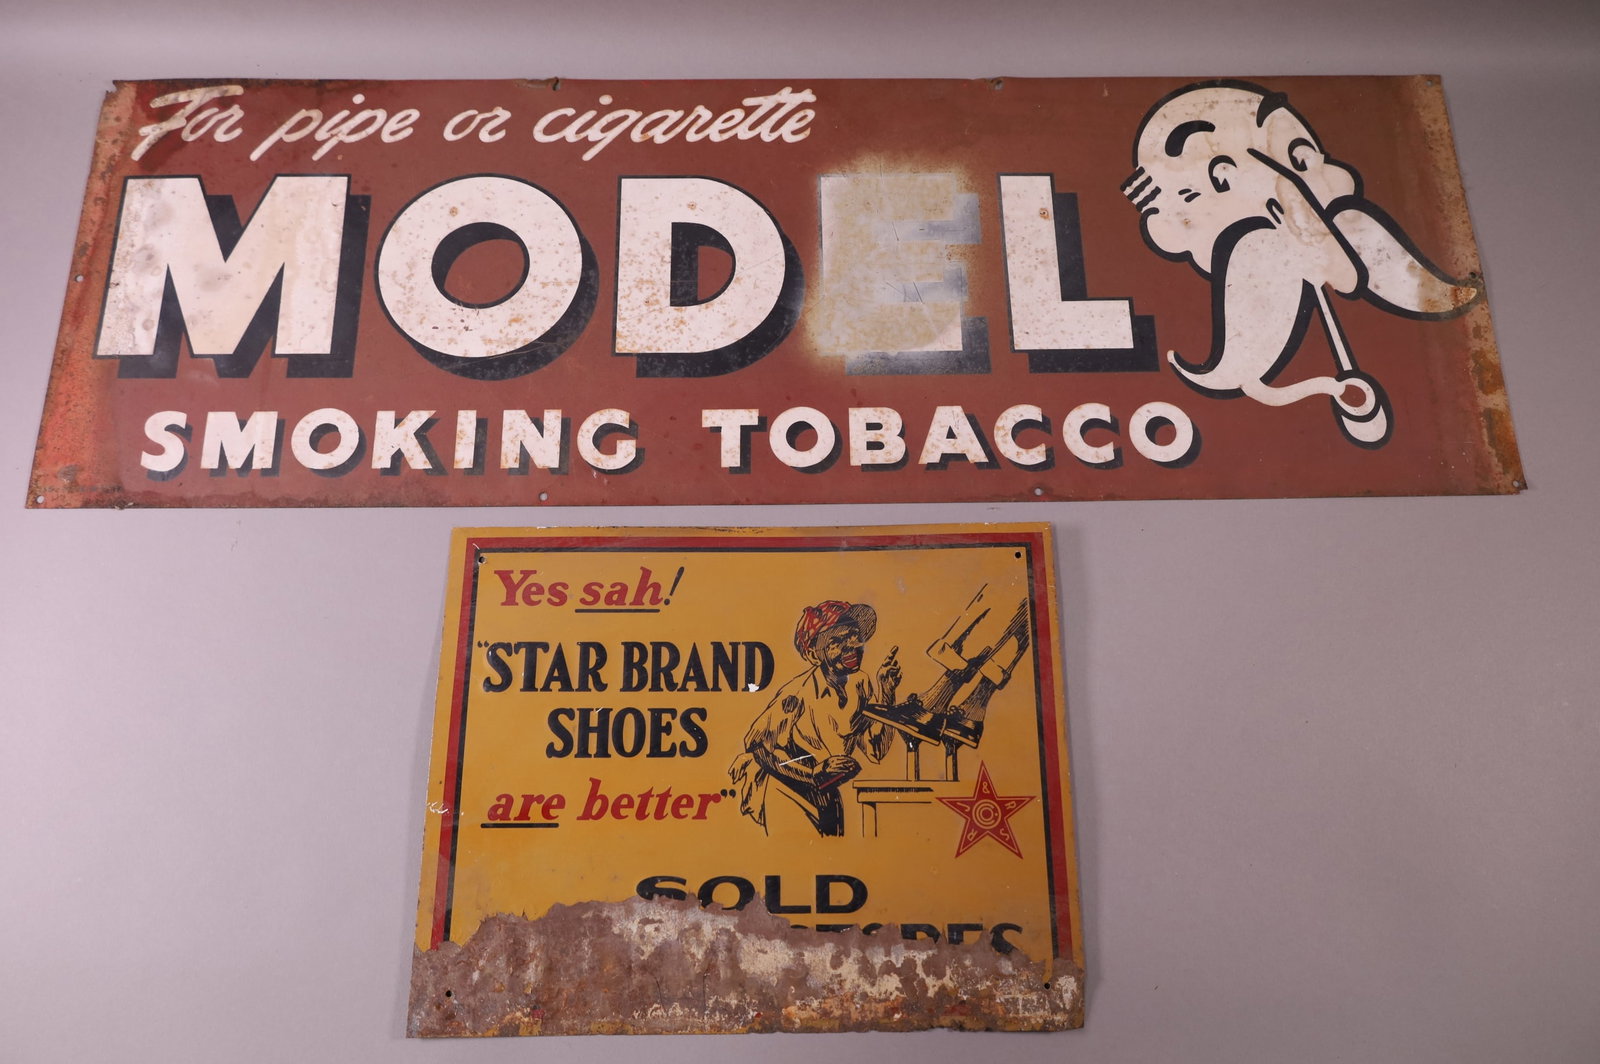 For pipe or cigarette
MODEL
SMOKING TOBACCO
Yes sah!
"STAR BRAND
SHOES
are better"
R J & R S
SOLD